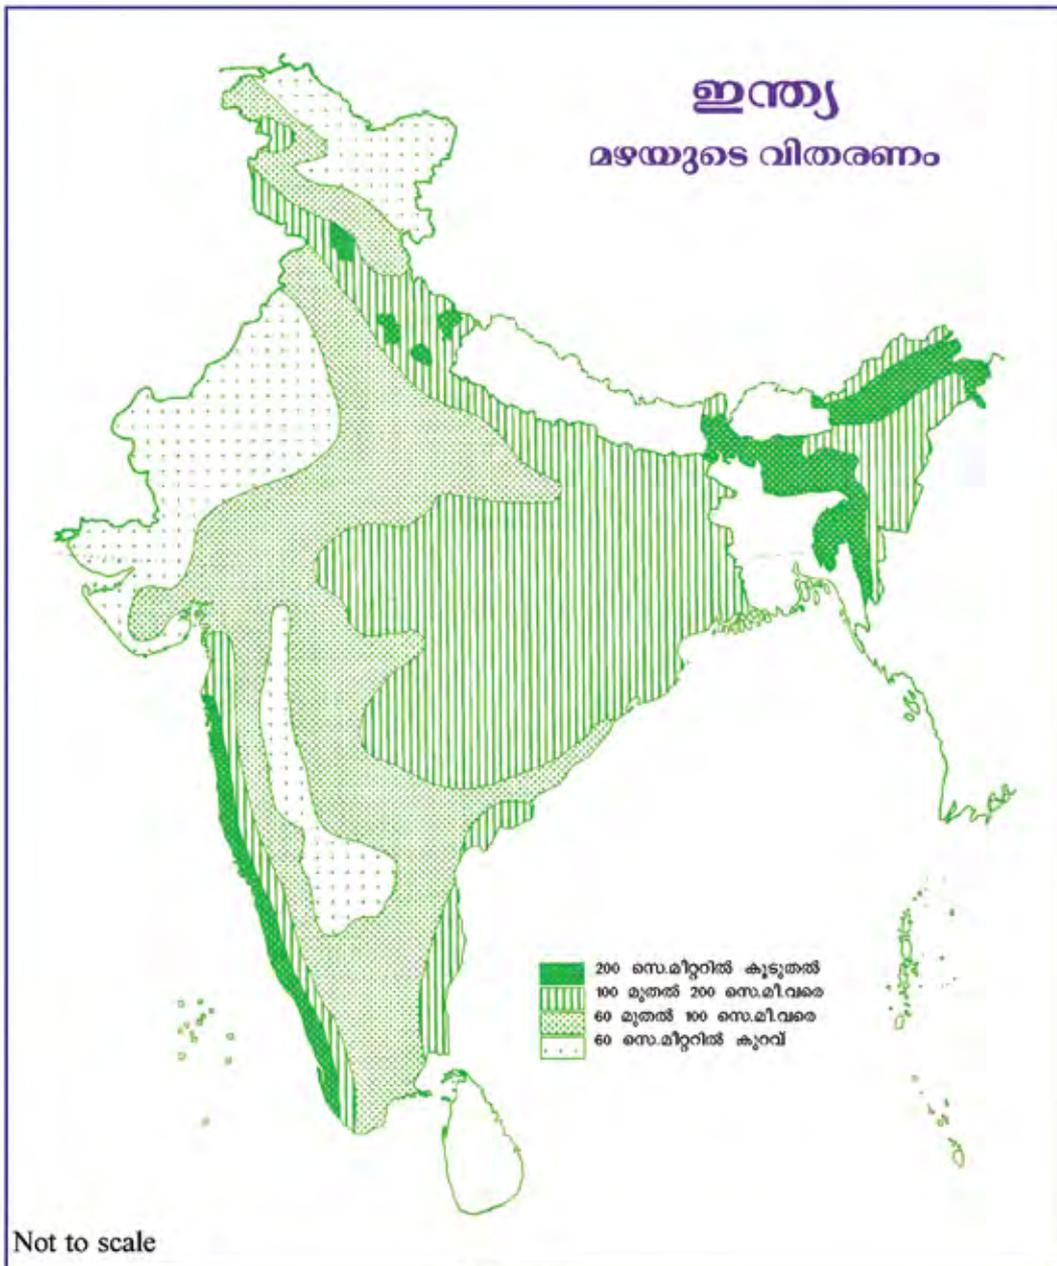 ഇന്ത്യ
മഴയുടെ വിതരണം
200 സെ.മീറ്ററിൽ കൂടുതൽ
100 മുതൽ 200 സെ.മീ.വരെ
60 മുതൽ 100 സെ.മീ.വരെ
60 സെ.മീറ്ററിൽ കുറവ്
Not to scale